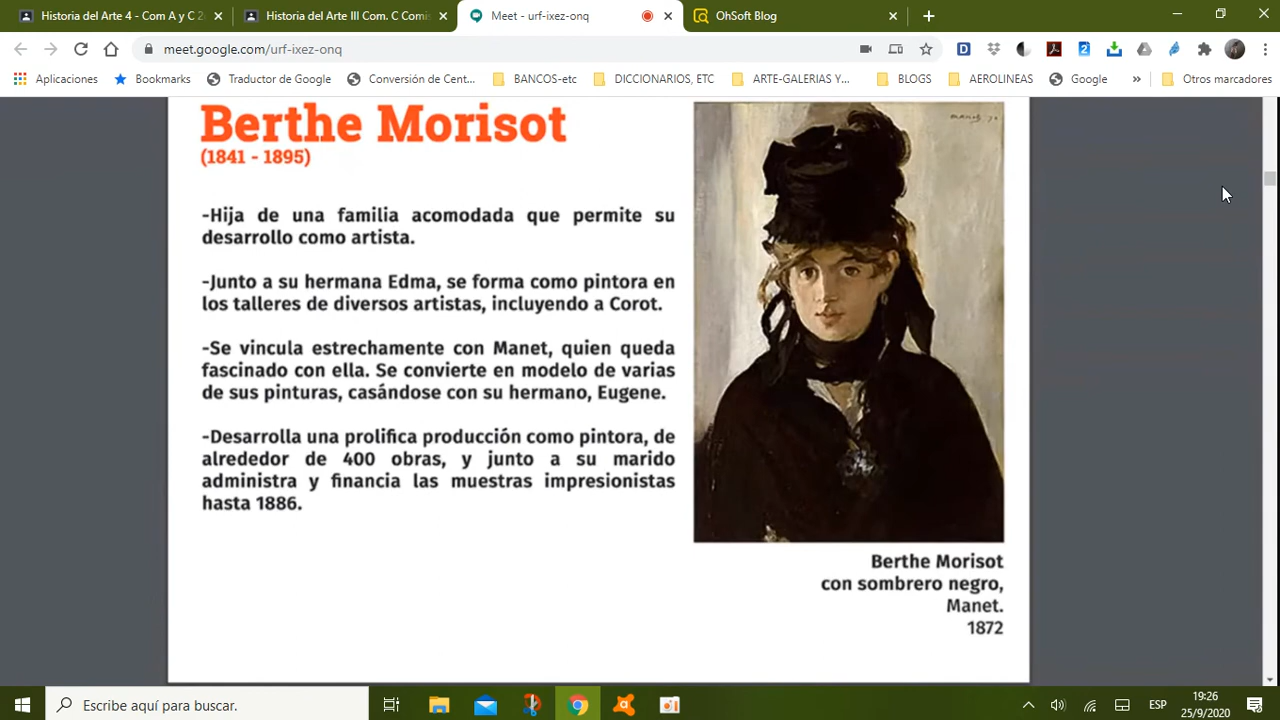 Historia del Arte 4 - Com A y C 2
Historia del Arte III Com. C Comis
Meet - urf-ixez-onq
OhSoft Blog
meet.google.com/urf-ixez-onq
Aplicaciones
Bookmarks
Traductor de Google
Conversión de Cent...
BANCOS-etc
DICCIONARIOS, ETC
ARTE-GALERIAS Y...
BLOGS
AEROLINEAS
Google
»
Otros marcadores
Berthe Morisot
(1841 - 1895)
-Hija de una familia acomodada que permite su
desarrollo como artista.
-Junto a su hermana Edma, se forma como pintora en
los talleres de diversos artistas, incluyendo a Corot.
-Se vincula estrechamente con Manet, quien queda
fascinado con ella. Se convierte en modelo de varias
de sus pinturas, casándose con su hermano, Eugene.
-Desarrolla una prolifica producción como pintora, de
alrededor de 400 obras, y junto a su marido
administra y financia las muestras impresionistas
hasta 1886.
Berthe Morisot
con sombrero negro,
Manet.
1872
Escribe aquí para buscar.
ESP
19:26
25/9/2020